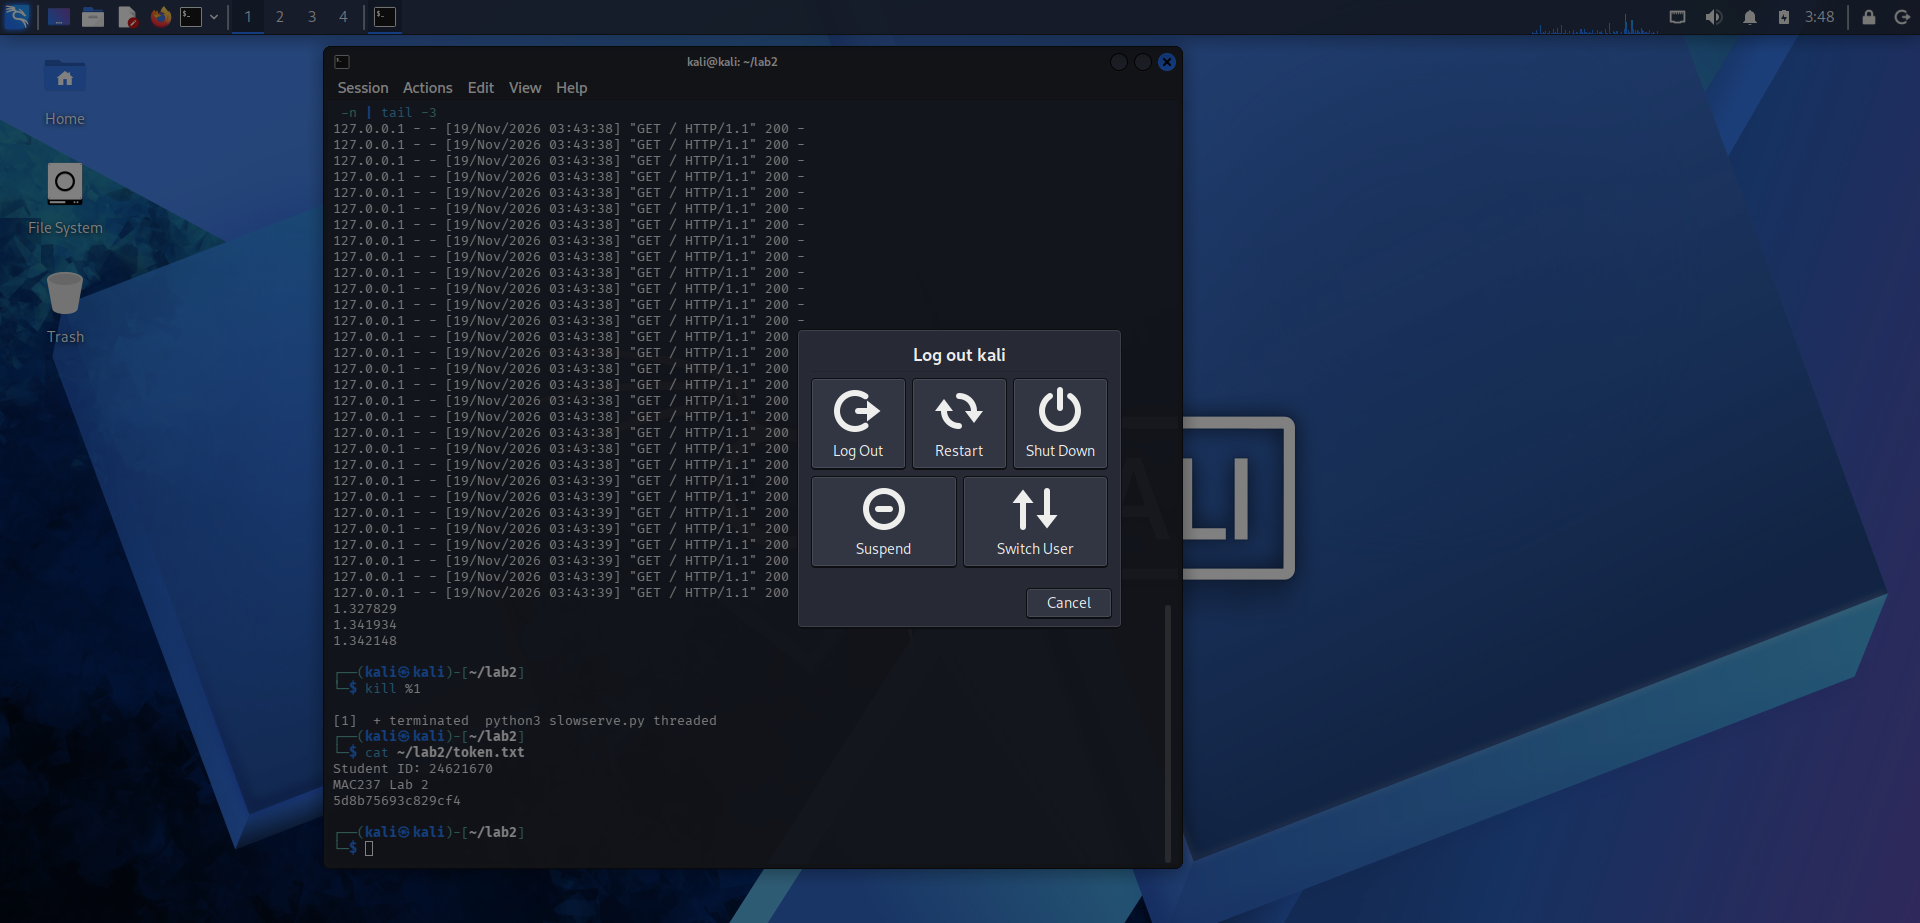 1 2 3 4
3:48
Home
File System
Trash
kali@kali: ~/lab2
Session Actions Edit View Help
-n | tail -3
127.0.0.1 - - [19/Nov/2026 03:43:38] "GET / HTTP/1.1" 200 -
127.0.0.1 - - [19/Nov/2026 03:43:38] "GET / HTTP/1.1" 200 -
127.0.0.1 - - [19/Nov/2026 03:43:38] "GET / HTTP/1.1" 200 -
127.0.0.1 - - [19/Nov/2026 03:43:38] "GET / HTTP/1.1" 200 -
127.0.0.1 - - [19/Nov/2026 03:43:38] "GET / HTTP/1.1" 200 -
127.0.0.1 - - [19/Nov/2026 03:43:38] "GET / HTTP/1.1" 200 -
127.0.0.1 - - [19/Nov/2026 03:43:38] "GET / HTTP/1.1" 200 -
127.0.0.1 - - [19/Nov/2026 03:43:38] "GET / HTTP/1.1" 200 -
127.0.0.1 - - [19/Nov/2026 03:43:38] "GET / HTTP/1.1" 200 -
127.0.0.1 - - [19/Nov/2026 03:43:38] "GET / HTTP/1.1" 200 -
127.0.0.1 - - [19/Nov/2026 03:43:38] "GET / HTTP/1.1" 200 -
127.0.0.1 - - [19/Nov/2026 03:43:38] "GET / HTTP/1.1" 200 -
127.0.0.1 - - [19/Nov/2026 03:43:38] "GET / HTTP/1.1" 200 -
127.0.0.1 - - [19/Nov/2026 03:43:38] "GET / HTTP/1.1" 200
127.0.0.1 - - [19/Nov/2026 03:43:38] "GET / HTTP/1.1" 200
127.0.0.1 - - [19/Nov/2026 03:43:38] "GET / HTTP/1.1" 200
127.0.0.1 - - [19/Nov/2026 03:43:38] "GET / HTTP/1.1" 200
127.0.0.1 - - [19/Nov/2026 03:43:38] "GET / HTTP/1.1" 200
127.0.0.1 - - [19/Nov/2026 03:43:38] "GET / HTTP/1.1" 200
127.0.0.1 - - [19/Nov/2026 03:43:38] "GET / HTTP/1.1" 200
127.0.0.1 - - [19/Nov/2026 03:43:38] "GET / HTTP/1.1" 200
127.0.0.1 - - [19/Nov/2026 03:43:38] "GET / HTTP/1.1" 200
127.0.0.1 - - [19/Nov/2026 03:43:39] "GET / HTTP/1.1" 200
127.0.0.1 - - [19/Nov/2026 03:43:39] "GET / HTTP/1.1" 200
127.0.0.1 - - [19/Nov/2026 03:43:39] "GET / HTTP/1.1" 200
127.0.0.1 - - [19/Nov/2026 03:43:39] "GET / HTTP/1.1" 200
127.0.0.1 - - [19/Nov/2026 03:43:39] "GET / HTTP/1.1" 200
127.0.0.1 - - [19/Nov/2026 03:43:39] "GET / HTTP/1.1" 200
127.0.0.1 - - [19/Nov/2026 03:43:39] "GET / HTTP/1.1" 200
127.0.0.1 - - [19/Nov/2026 03:43:39] "GET / HTTP/1.1" 200
1.327829
1.341934
1.342148
┌──(kali㉿kali)-[~/lab2]
└─$ kill %1
[1]  + terminated  python3 slowserve.py threaded
┌──(kali㉿kali)-[~/lab2]
└─$ cat ~/lab2/token.txt
Student ID: 24621670
MAC237 Lab 2
5d8b75693c829cf4
┌──(kali㉿kali)-[~/lab2]
└─$
Log out kali
Log Out
Restart
Shut Down
Suspend
Switch User
Cancel
ALI